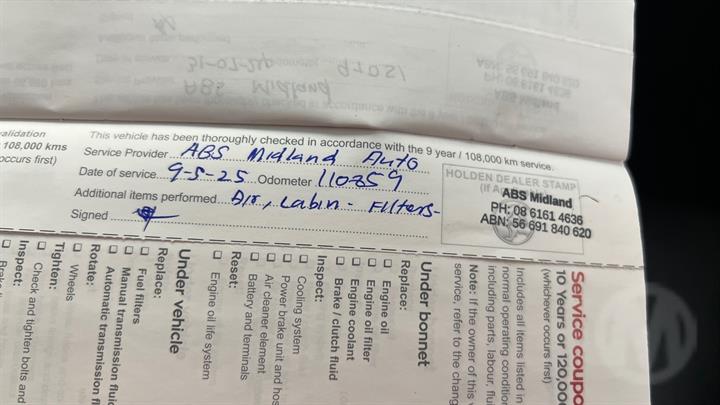 alidation
108,000 kms
occurs first)
This vehicle has been thoroughly checked in accordance with the 9 year / 108,000 km service.
Service Provider ABS Midland Auto
Date of service 9-5-25 Odometer 110359
Additional items performed Air, Cabin - Filters-
Signed
HOLDEN DEALER STAMP
ABS Midland
PH: 08 6161 4636
ABN: 56 691 840 620
Service coupo
10 Years or 120,00
(whichever occurs first)
Includes all items listed in
normal operating condition
including parts, labour, flui
Note: If the owner of this v
service, refer to the chang
Under bonnet
Replace:
Engine oil
Engine oil filter
Engine coolant
Brake / clutch fluid
Inspect:
Cooling system
Power brake unit and hos
Air cleaner element
Battery and terminals
Reset:
Engine oil life system
Under vehicle
Replace:
Fuel filters
Manual transmission fluid
Automatic transmission fl
Rotate:
Wheels
Tighten:
Check and tighten bolts and
Inspect: